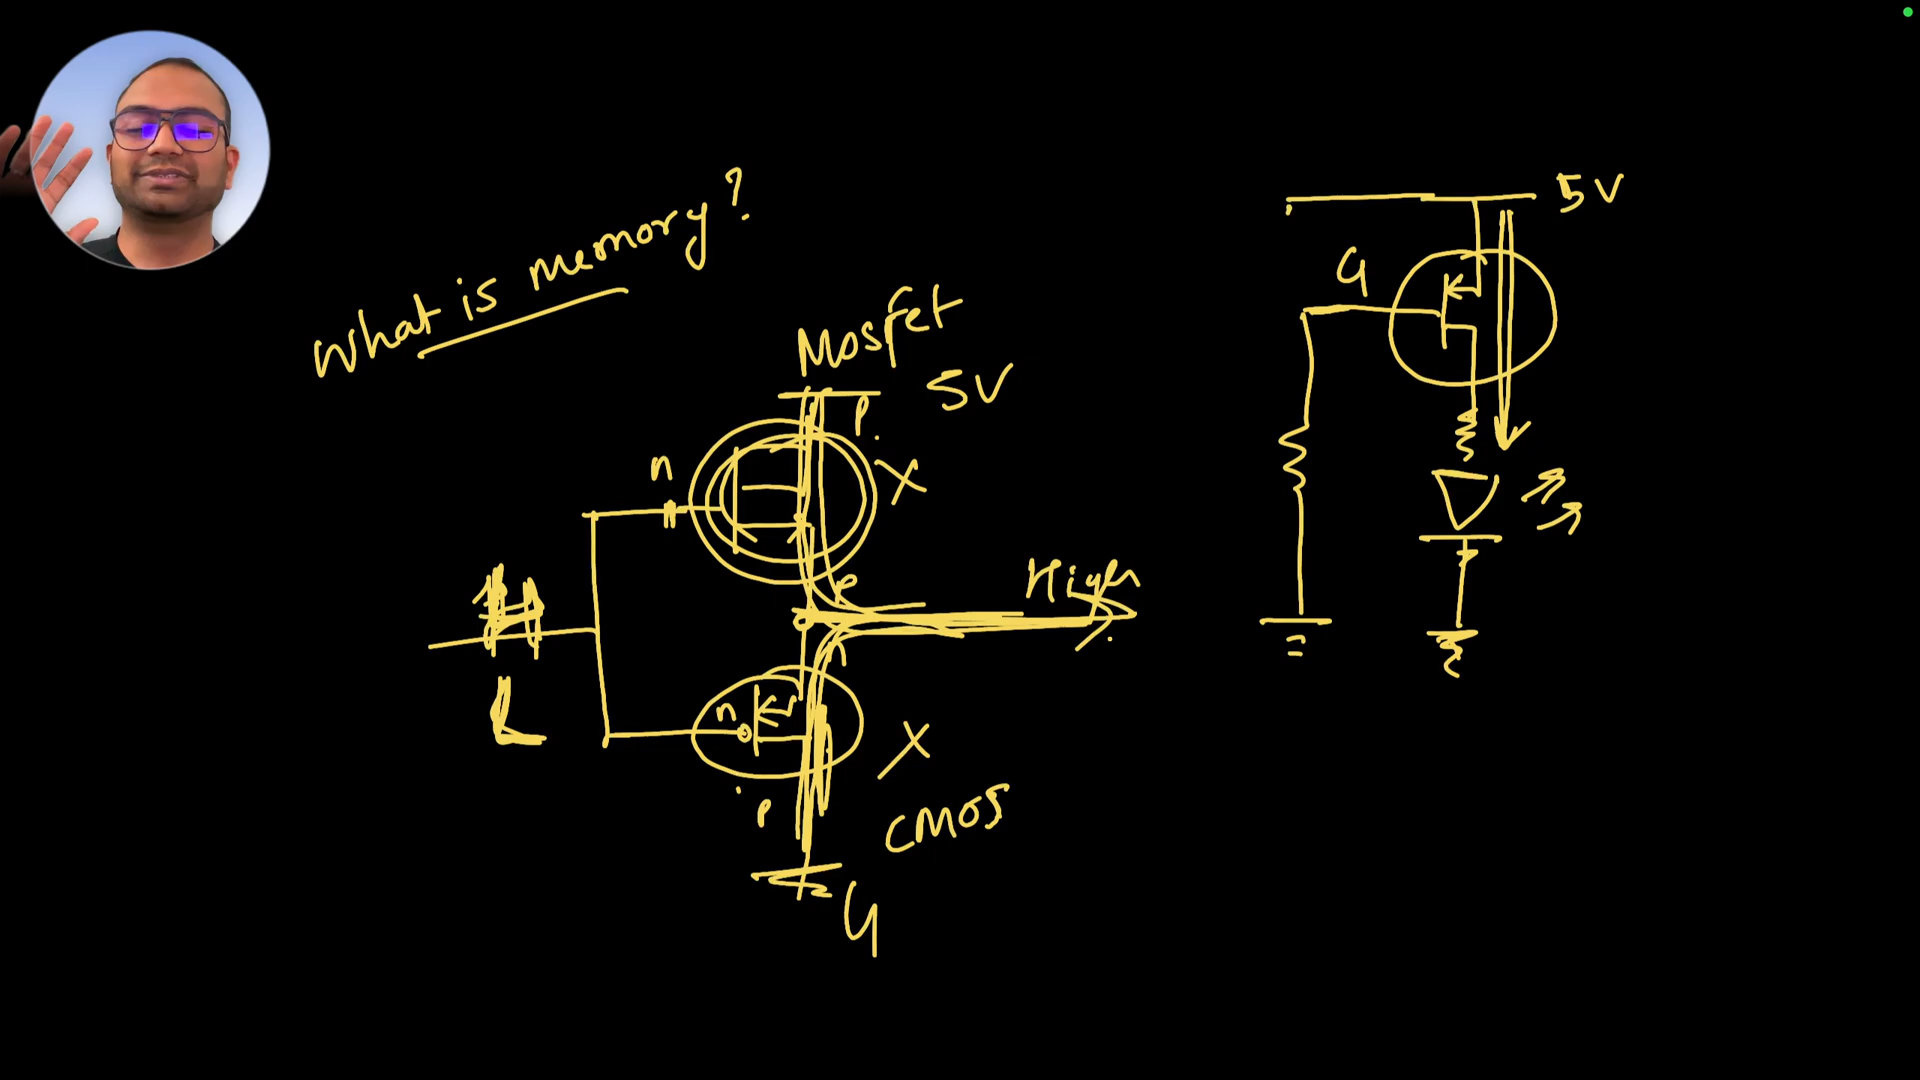 What is memory?
Mosfet
5V
P
n
X
High
H
L
n
X
P
CMOS
G
5V
G